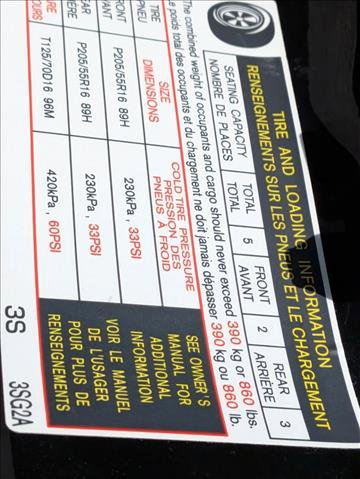 TIRE AND LOADING INFORMATION
RENSEIGNEMENTS SUR LES PNEUS ET LE CHARGEMENT
SEATING CAPACITY TOTAL 5 FRONT 2 REAR 3
NOMBRE DE PLACES TOTAL AVANT ARRIÈRE
The combined weight of occupants and cargo should never exceed 390 kg or 860 lbs.
Le poids total des occupants et du chargement ne doit jamais dépasser 390 kg ou 860 lb.
TIRE SIZE COLD TIRE PRESSURE
PNEU DIMENSIONS PRESSION DES
PNEUS À FROID
P205/55R16 89H 230kPa , 33PSI
P205/55R16 89H 230kPa , 33PSI
T125/70D16 96M 420kPa , 60PSI
SEE OWNER'S
MANUAL FOR
ADDITIONAL
INFORMATION
VOIR LE MANUEL
DE L'USAGER
POUR PLUS DE
RENSEIGNEMENTS
3S 3SC2A